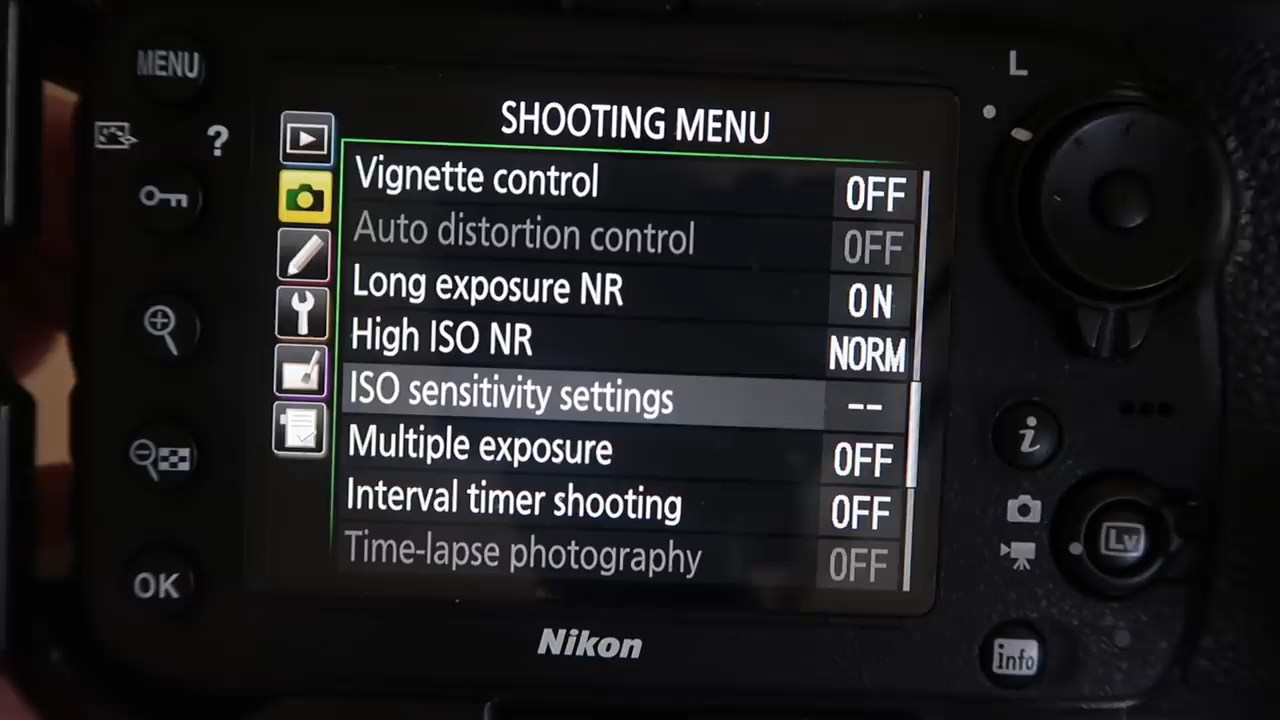 MENU
L
?
SHOOTING MENU
Vignette control OFF
Auto distortion control OFF
Long exposure NR ON
High ISO NR NORM
ISO sensitivity settings --
Multiple exposure OFF
Interval timer shooting OFF
Time-lapse photography OFF
i
Lv
OK
Nikon
info